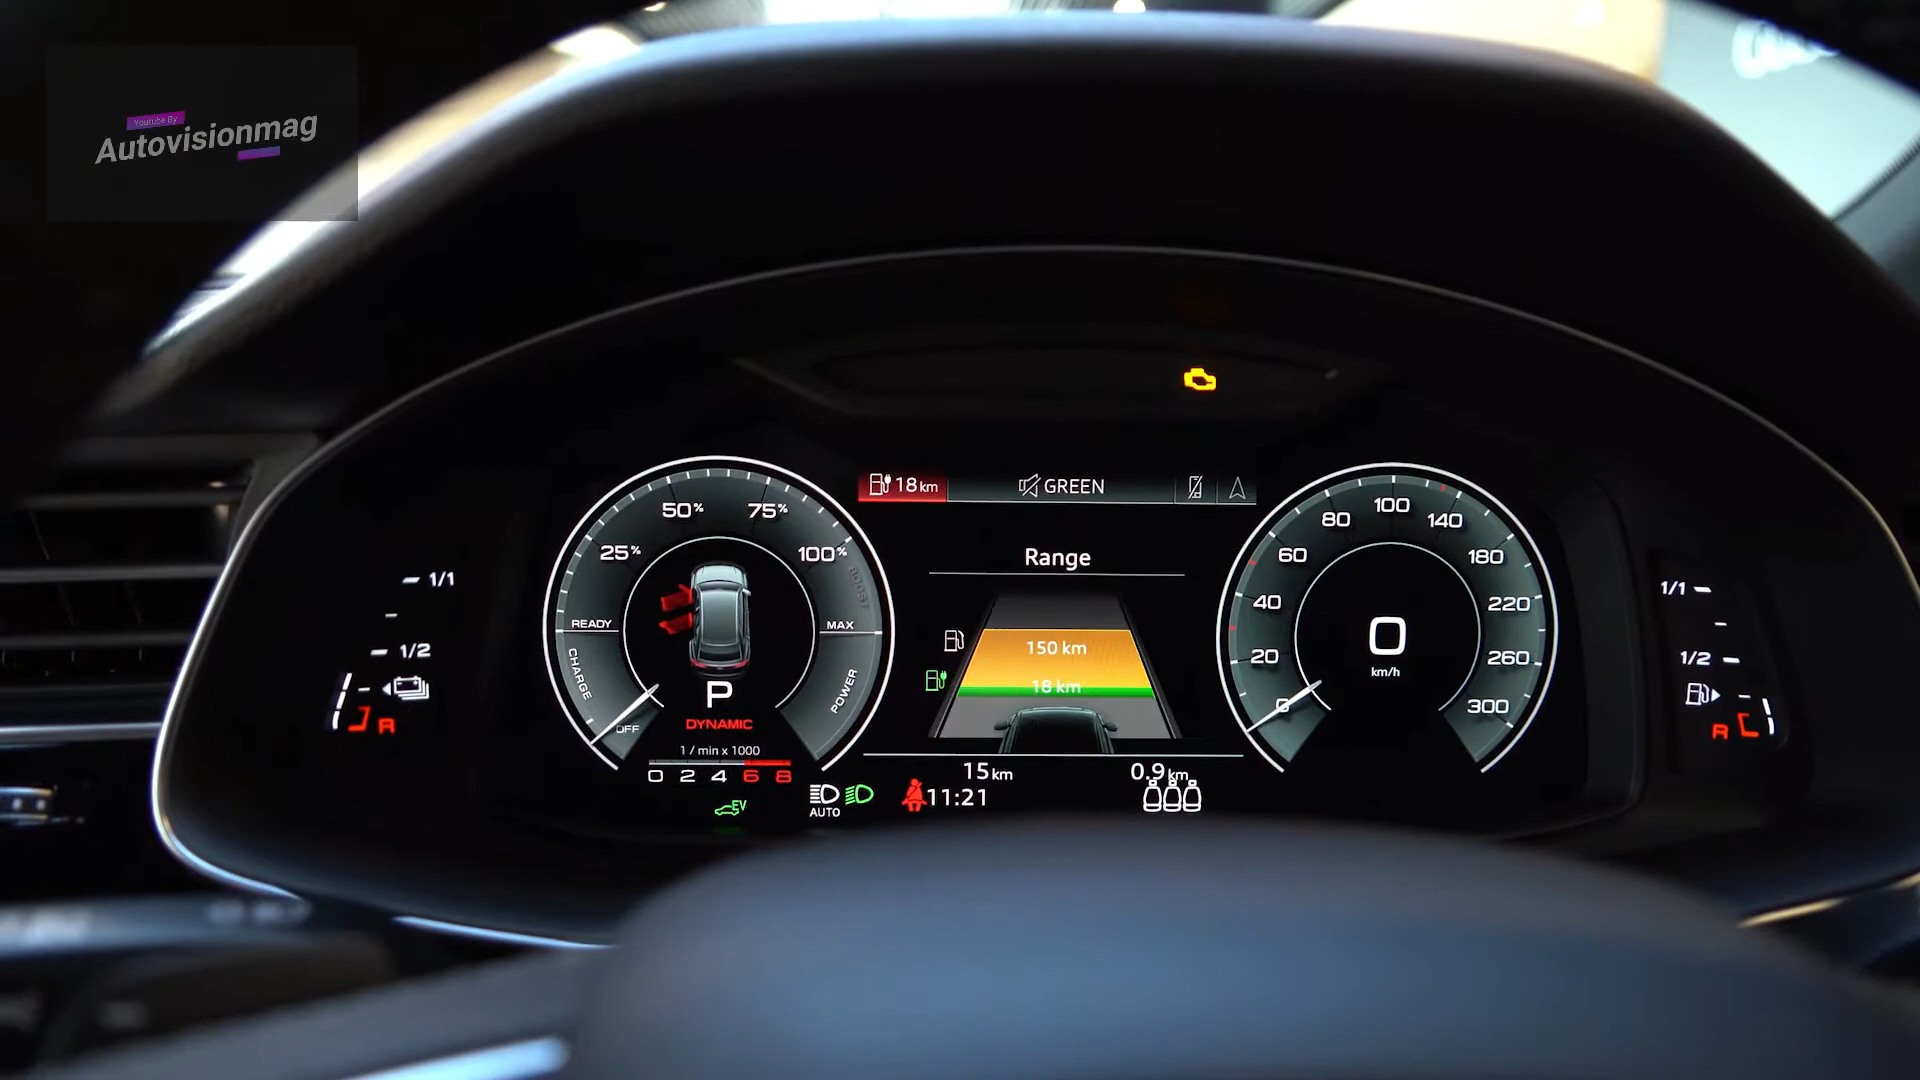 Youtube By
Autovisionmag
18 km
GREEN
Range
150 km
18 km
15 km
0.9 km
11:21
1/1
1/2
R
25%
50%
75%
100%
BOOST
READY
MAX
CHARGE
POWER
OFF
P
DYNAMIC
1 / min x 1000
0 2 4 6 8
EV
AUTO
0
20
40
60
80
100
140
180
220
260
300
0
km/h
1/1
1/2
R